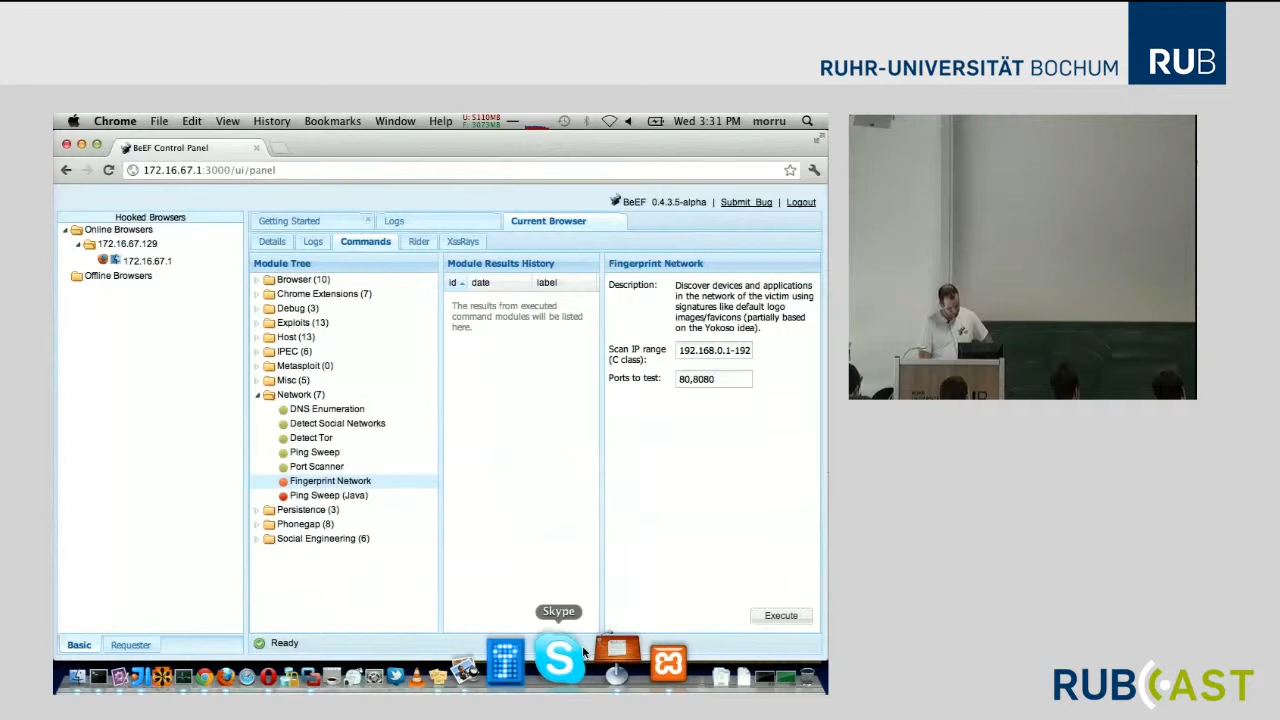 RUHR-UNIVERSITÄT BOCHUM
RUB
Chrome File Edit View History Bookmarks Window Help U: 5110MB F: 3073MB Wed 3:31 PM morru
BeEF Control Panel
172.16.67.1:3000/ui/panel
BeEF 0.4.3.5-alpha | Submit Bug | Logout
Hooked Browsers
Online Browsers
172.16.67.129
172.16.67.1
Offline Browsers
Getting Started Logs Current Browser
Details Logs Commands Rider XssRays
Module Tree
Browser (10)
Chrome Extensions (7)
Debug (3)
Exploits (13)
Host (13)
IPEC (6)
Metasploit (0)
Misc (5)
Network (7)
DNS Enumeration
Detect Social Networks
Detect Tor
Ping Sweep
Port Scanner
Fingerprint Network
Ping Sweep (Java)
Persistence (3)
Phonegap (8)
Social Engineering (6)
Module Results History
id date label
The results from executed
command modules will be listed
here.
Fingerprint Network
Description: Discover devices and applications
in the network of the victim using
signatures like default logo
images/favicons (partially based
on the Yokoso idea).
Scan IP range
(C class): 192.168.0.1-192
Ports to test: 80,8080
Execute
Skype
Basic Requester
Ready
RUBCAST